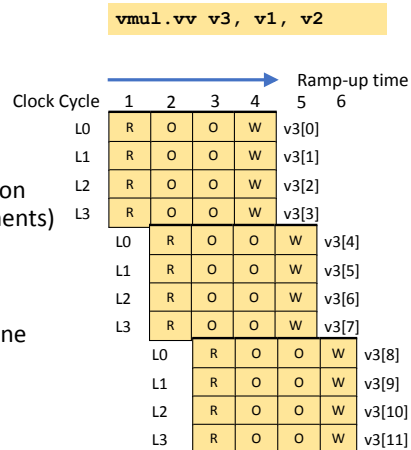 vmul.vv v3, v1, v2
Ramp-up time
Clock Cycle 1 2 3 4 5 6
L0 R O O W v3[0]
L1 R O O W v3[1]
on L2 R O O W v3[2]
ents) L3 R O O W v3[3]
L0 R O O W v3[4]
L1 R O O W v3[5]
L2 R O O W v3[6]
ne L3 R O O W v3[7]
L0 R O O W v3[8]
L1 R O O W v3[9]
L2 R O O W v3[10]
L3 R O O W v3[11]